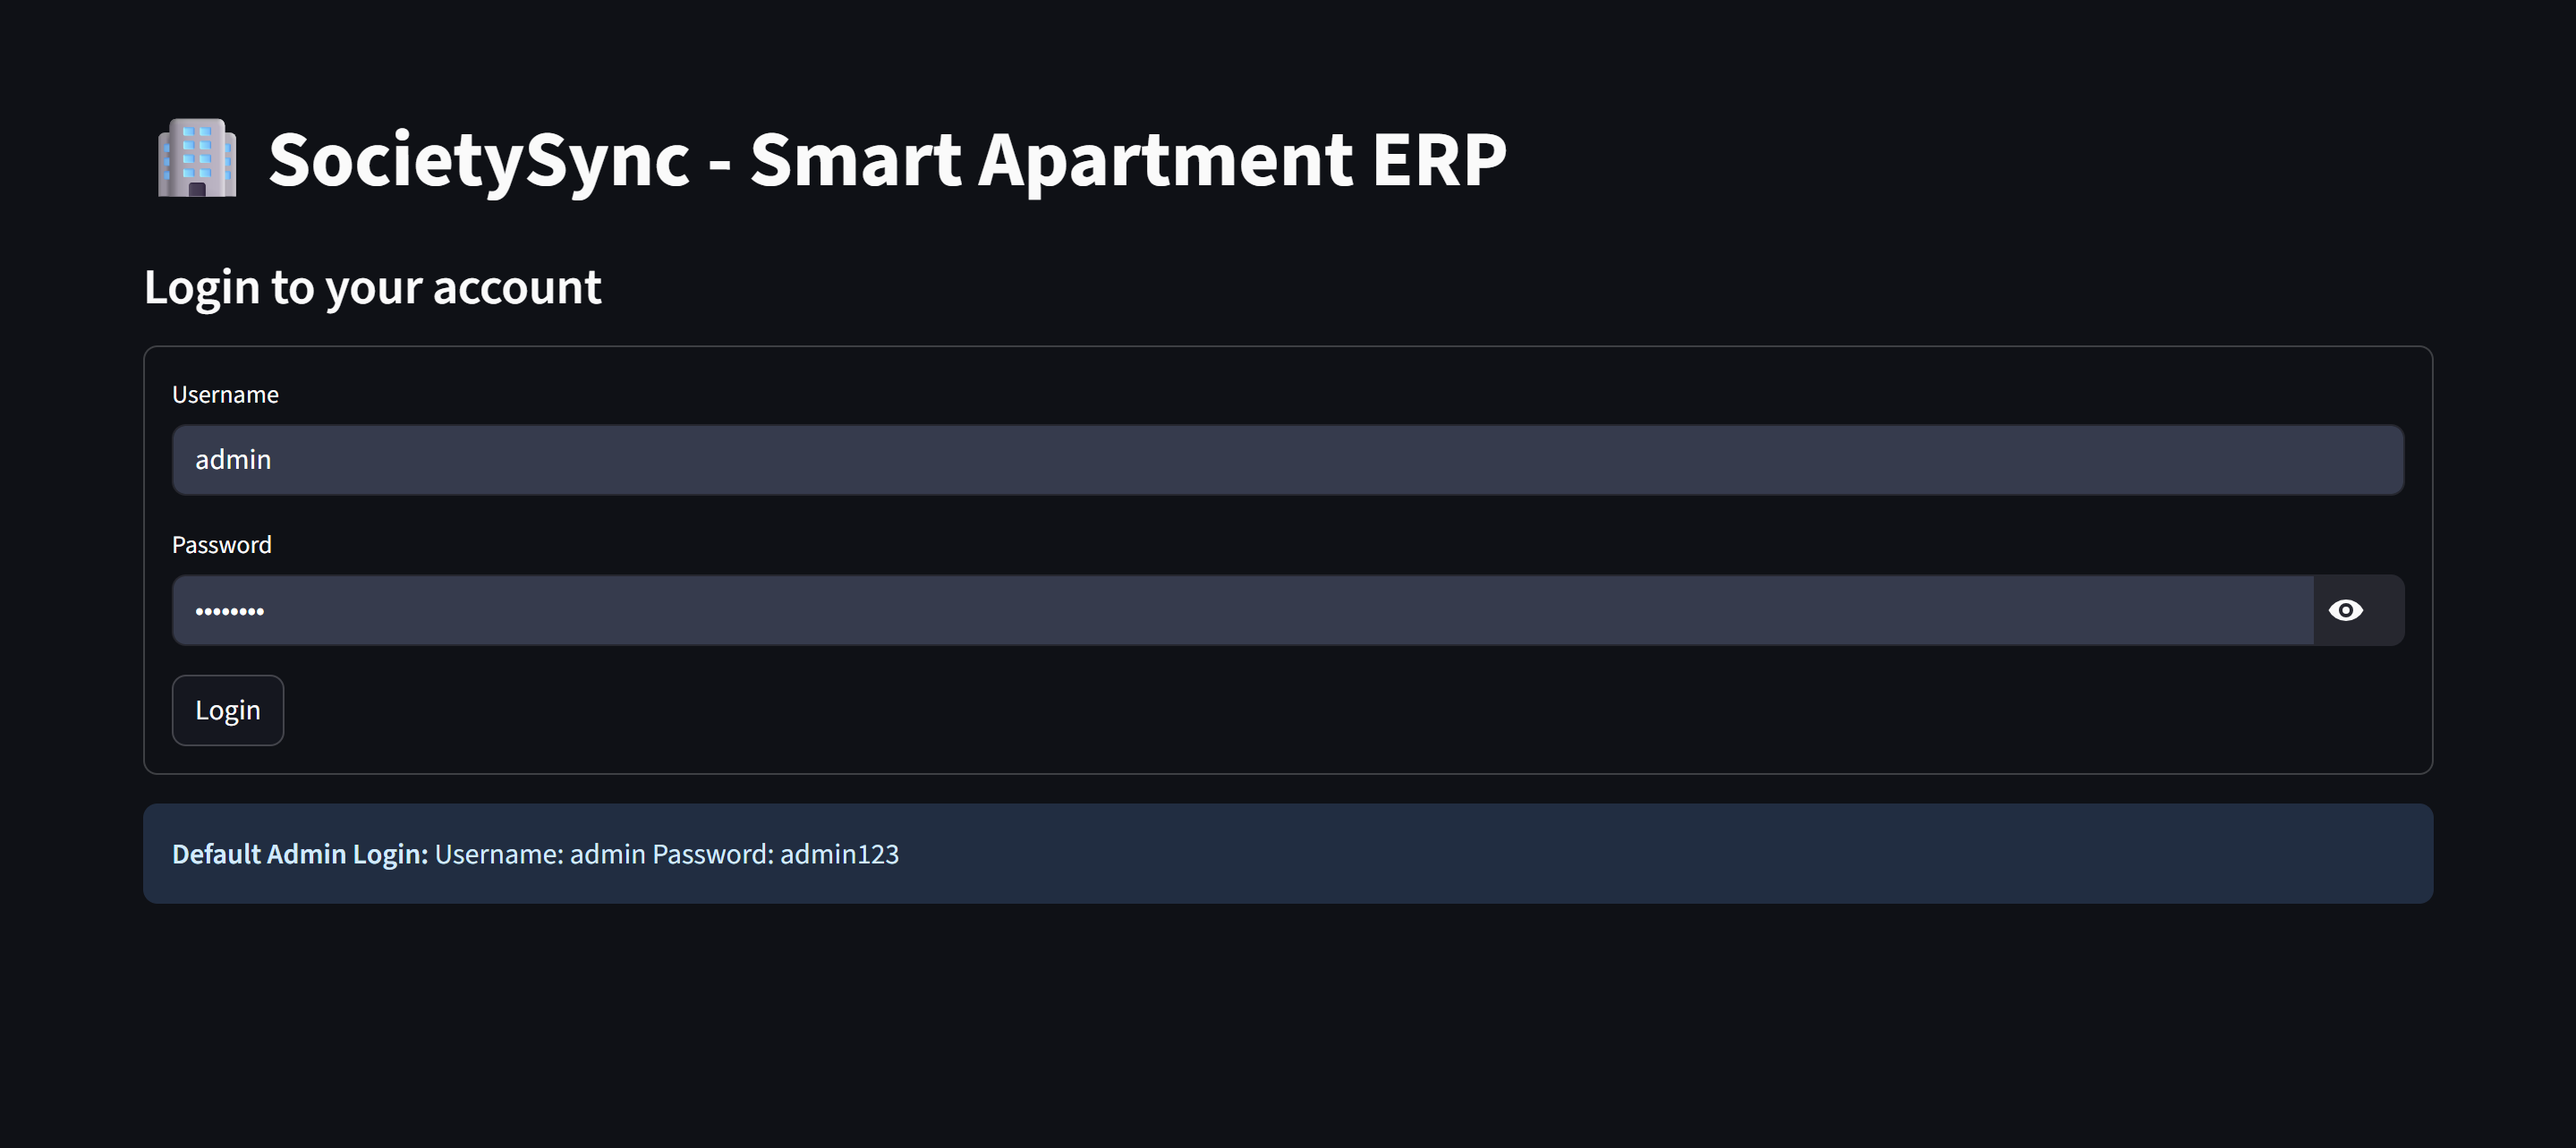 SocietySync - Smart Apartment ERP
Login to your account
Username
admin
Password
••••••••
Login
Default Admin Login: Username: admin Password: admin123